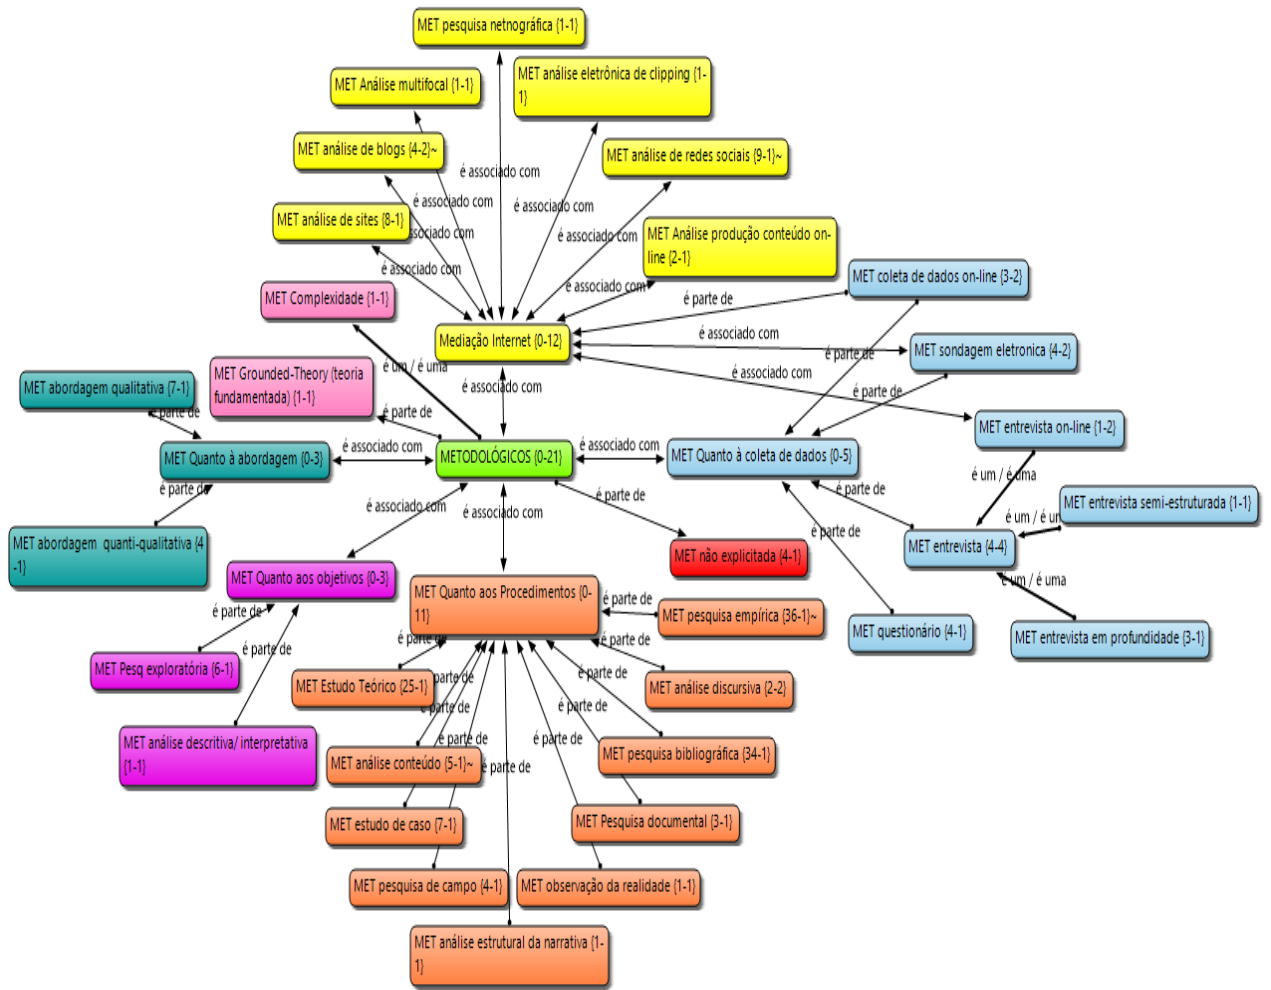 MET pesquisa netnográfica {1-1}
MET análise eletrônica de clipping {1-
1}
MET Análise multifocal {1-1}
MET análise de blogs {4-2}~
MET análise de redes sociais {9-1}~
é associado com
é associado com
é associado com
MET análise de sites {8-1}
ssociado com
é associado com
MET Análise produção conteúdo on-
line {2-1}
é associado com
é associado com
MET coleta de dados on-line {3-2}
MET Complexidade {1-1}
é parte de
Mediação Internet {0-12}
é associado com
MET sondagem eletronica {4-2}
é parte de
é um / é uma
é associado com
é associado com
MET Grounded-Theory (teoria
fundamentada) {1-1}
MET abordagem qualitativa {7-1}
é parte de
é parte de
é parte de
MET entrevista on-line {1-2}
MET Quanto à abordagem {0-3}
é associado com
METODOLÓGICOS {0-21}
é associado com
MET Quanto à coleta de dados {0-5}
é um / é uma
é parte de
é parte de
é parte de
é associado com
é associado com
MET entrevista semi-estruturada {1-1}
é um / é um
MET abordagem  quanti-qualitativa {4
-1}
é parte de
MET entrevista {4-4}
MET não explicitada {4-1}
MET Quanto aos objetivos {0-3}
é um / é uma
MET Quanto aos Procedimentos {0-
11}
é parte de
MET pesquisa empírica {36-1}~
é parte de
é parte de
é parte de
é parte de
MET questionário {4-1}
MET entrevista em profundidade {3-1}
MET Pesq exploratória {6-1}
MET Estudo Teórico {25-1}
parte de
MET análise discursiva {2-2}
é parte de
é parte de
MET análise descritiva/ interpretativa
{1-1}
é parte de
é parte de
MET pesquisa bibliográfica {34-1}
MET análise conteúdo {5-1}~
é parte de
MET estudo de caso {7-1}
MET Pesquisa documental {3-1}
MET pesquisa de campo {4-1}
MET observação da realidade {1-1}
MET análise estrutural da narrativa {1-
1}